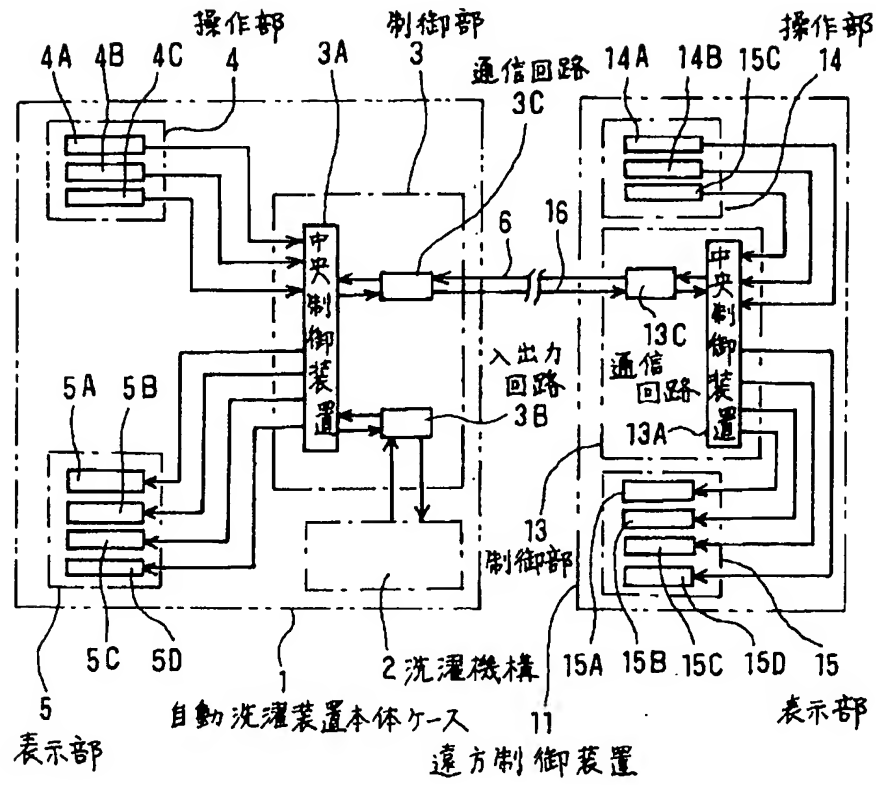 操作部
4
4A
4B
4C
制御部
3
3A
通信回路
3C
操作部
14
14A
14B
15C
6
16
中央制御装置
13C
通信
回路
中央制御装置
13A
入出力
回路
3B
5A
5B
5C
5D
5
表示部
1
自動洗濯装置本体ケース
2 洗濯機構
13
制御部
11
遠方制御装置
15A
15B
15C
15D
15
表示部